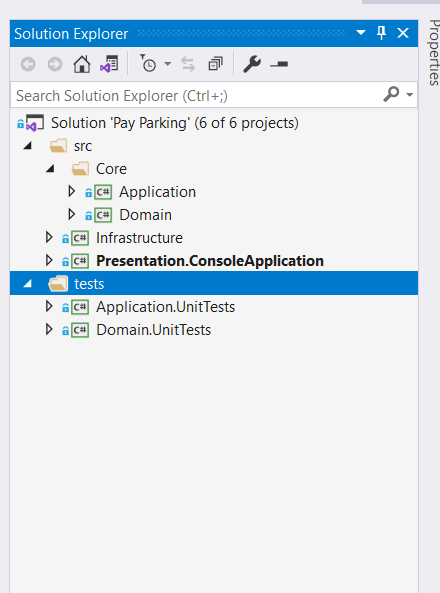 Solution Explorer
Search Solution Explorer (Ctrl+;)
Solution 'Pay Parking' (6 of 6 projects)
src
Core
C# Application
C# Domain
C# Infrastructure
C# Presentation.ConsoleApplication
tests
C# Application.UnitTests
C# Domain.UnitTests
Properties